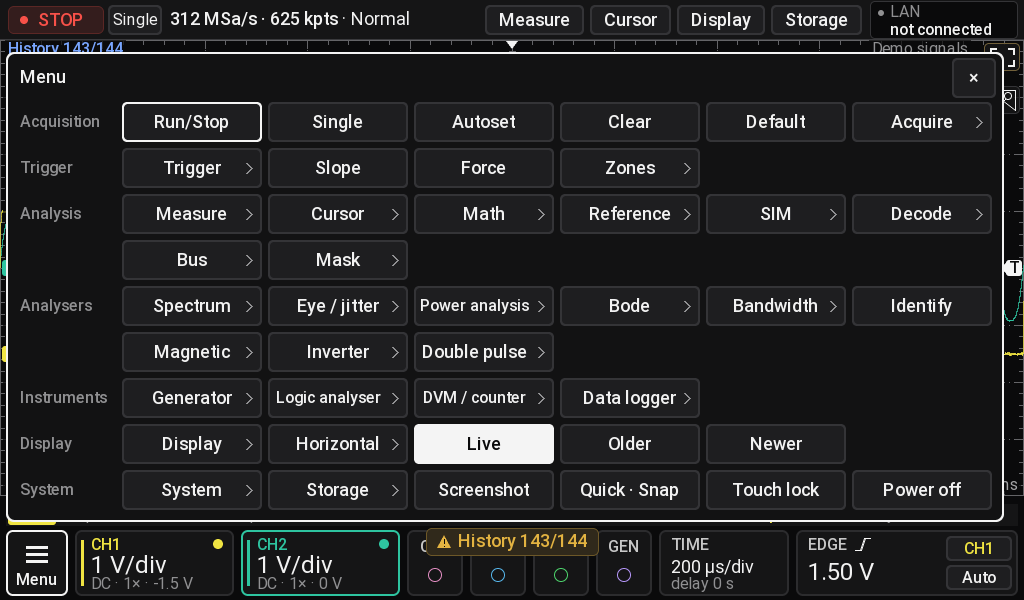 STOP Single 312 MSa/s · 625 kpts · Normal Measure Cursor Display Storage LAN
not connected
History 143/144 Demo signals
Menu ×
Acquisition Run/Stop Single Autoset Clear Default Acquire
Trigger Trigger Slope Force Zones
Analysis Measure Cursor Math Reference SIM Decode
Bus Mask
T
Analysers Spectrum Eye / jitter Power analysis Bode Bandwidth Identify
Magnetic Inverter Double pulse
Instruments Generator Logic analyser DVM / counter Data logger
Display Display Horizontal Live Older Newer
System System Storage Screenshot Quick · Snap Touch lock Power off
Menu
CH1
1 V/div
DC · 1× · -1.5 V
CH2
1 V/div
DC · 1× · 0 V
History 143/144
GEN
TIME
200 µs/div
delay 0 s
EDGE
1.50 V
CH1
Auto